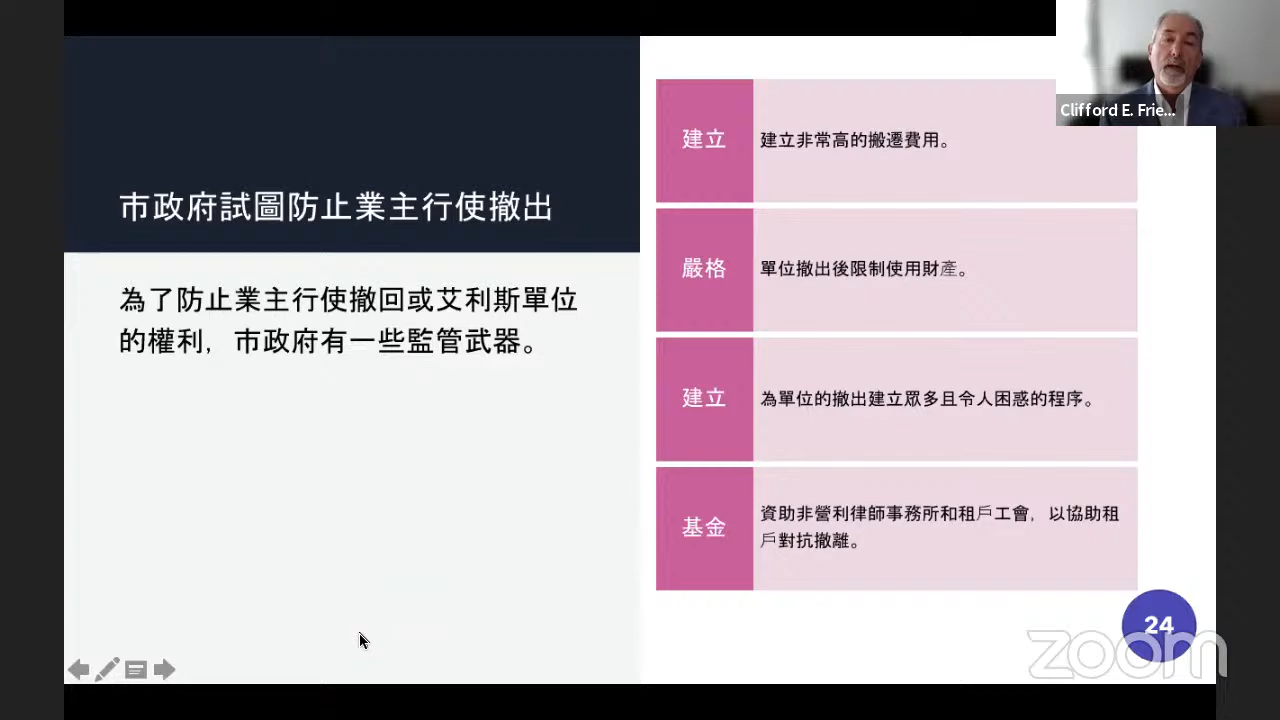 Clifford E. Frie...
市政府試圖防止業主行使撤出
為了防止業主行使撤回或艾利斯單位
的權利，市政府有一些監管武器。
建立
建立非常高的搬遷費用。
嚴格
單位撤出後限制使用財產。
建立
為單位的撤出建立眾多且令人困惑的程序。
基金
資助非營利律師事務所和租戶工會，以協助租
戶對抗撤離。
24
zoom